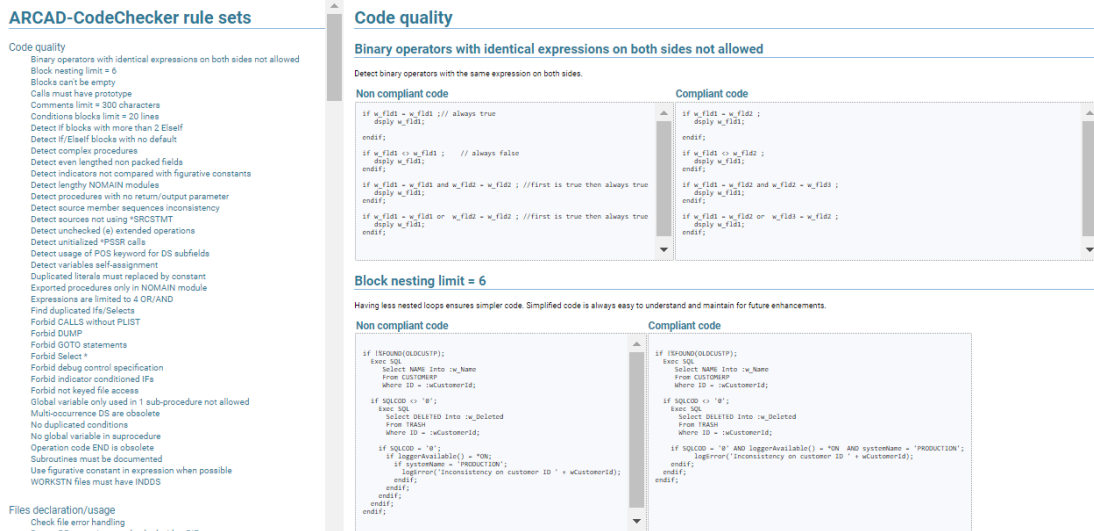 ARCAD-CodeChecker rule sets
Code quality
Binary operators with identical expressions on both sides not allowed
Block nesting limit = 6
Blocks can't be empty
Calls must have prototype
Comments limit = 300 characters
Conditions blocks limit = 20 lines
Detect If blocks with more than 2 ElseIf
Detect If/ElseIf blocks with no default
Detect complex procedures
Detect even lengthed non packed fields
Detect indicators not compared with figurative constants
Detect lengthy NOMAIN modules
Detect procedures with no return/output parameter
Detect source member sequences inconsistency
Detect sources not using *SRCSTMT
Detect unchecked (e) extended operations
Detect unitialized *PSSR calls
Detect usage of POS keyword for DS subfields
Detect variables self-assignment
Duplicated literals must replaced by constant
Exported procedures only in NOMAIN module
Expressions are limited to 4 OR/AND
Find duplicated Ifs/Selects
Forbid CALLS without PLIST
Forbid DUMP
Forbid GOTO statements
Forbid Select *
Forbid debug control specification
Forbid indicator conditioned IFs
Forbid not keyed file access
Global variable only used in 1 sub-procedure not allowed
Multi-occurrence DS are obsolete
No duplicated conditions
No global variable in suprocedure
Operation code END is obsolete
Subroutines must be documented
Use figurative constant in expression when possible
WORKSTN files must have INDDS
Files declaration/usage
Check file error handling
Code quality
Binary operators with identical expressions on both sides not allowed
Detect binary operators with the same expression on both sides.
Non compliant code
if w_fld1 = w_fld1 ;// always true
dsply w_fld1;
endif;
if w_fld1 <> w_fld1 ; // always false
dsply w_fld1;
endif;
if w_fld1 = w_fld1 and w_fld2 = w_fld2 ; //first is true then always true
dsply w_fld1;
endif;
if w_fld1 = w_fld1 or w_fld2 = w_fld2 ; //first is true then always true
dsply w_fld1;
endif;
Compliant code
if w_fld1 = w_fld2 ;
dsply w_fld1;
endif;
if w_fld1 <> w_fld2 ;
dsply w_fld1;
endif;
if w_fld1 = w_fld2 and w_fld2 = w_fld3 ;
dsply w_fld1;
endif;
if w_fld1 = w_fld2 or w_fld3 = w_fld2 ;
dsply w_fld1;
endif;
Block nesting limit = 6
Having less nested loops ensures simpler code. Simplified code is always easy to understand and maintain for future enhancements.
Non compliant code
if !%FOUND(OLDCUSTP);
Exec SQL
Select NAME Into :w_Name
From CUSTOMERP
Where ID = :wCustomerId;
if SQLCOD <> '0';
Exec SQL
Select DELETED Into :w_Deleted
From TRASH
Where ID = :wCustomerId;
if SQLCOD = '0';
if loggerAvailable() = *ON;
if systemName = 'PRODUCTION';
logError('Inconsistency on customer ID ' + wCustomerId);
endif;
endif;
endif;
endif;
endif;
Compliant code
if !%FOUND(OLDCUSTP);
Exec SQL
Select NAME Into :w_Name
From CUSTOMERP
Where ID = :wCustomerId;
if SQLCOD <> '0';
Exec SQL
Select DELETED Into :w_Deleted
From TRASH
Where ID = :wCustomerId;
if SQLCOD = '0' AND loggerAvailable() = *ON AND systemName = 'PRODUCTION';
logError('Inconsistency on customer ID ' + wCustomerId);
endif;
endif;
endif;